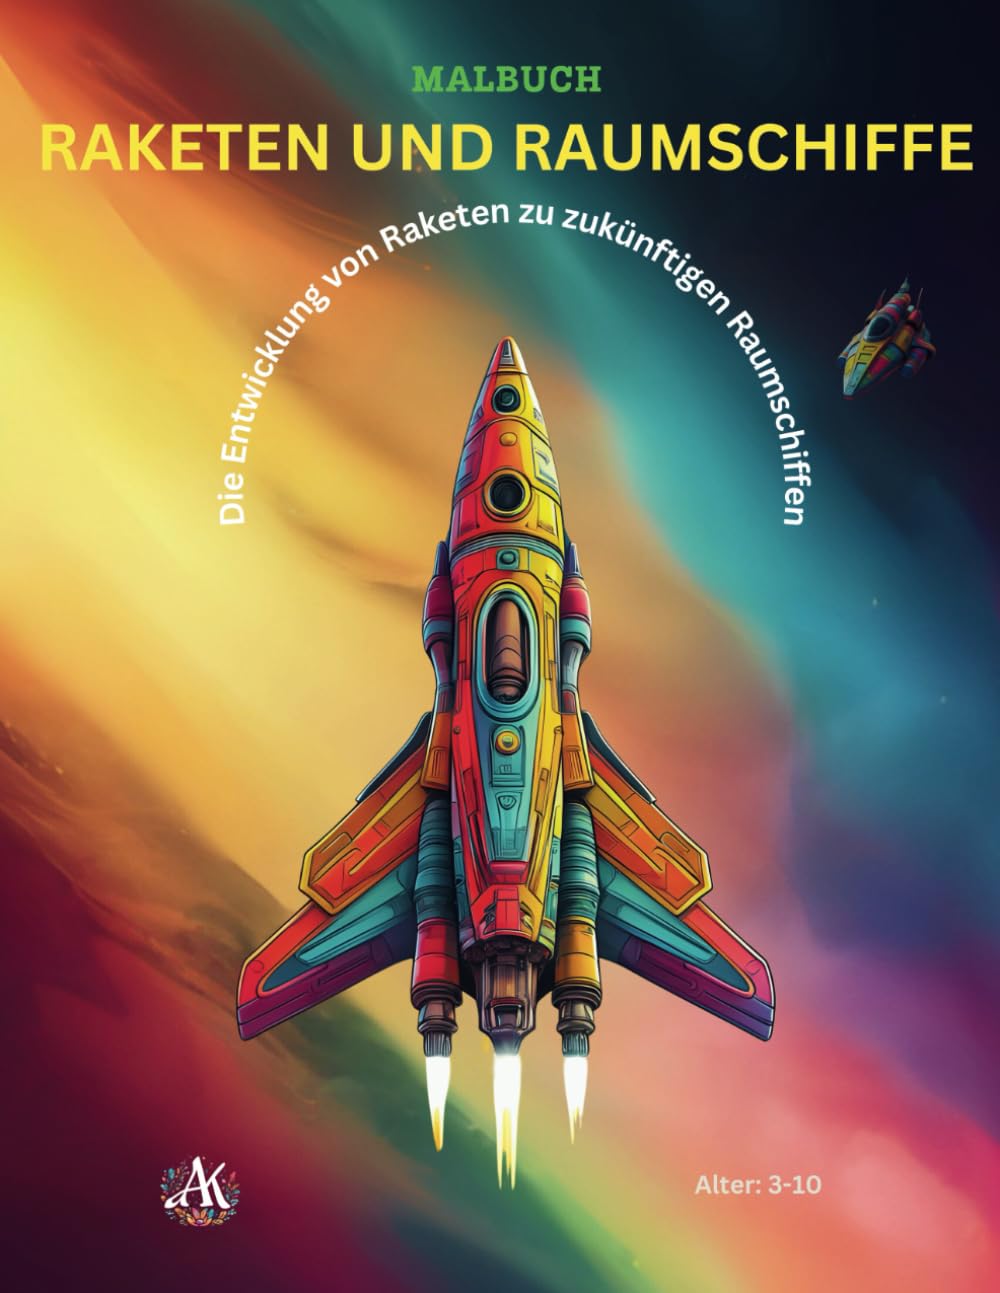 MALBUCH
RAKETEN UND RAUMSCHIFFE
Die Entwicklung von Raketen zu zukünftigen Raumschiffen
AK
Alter: 3-10